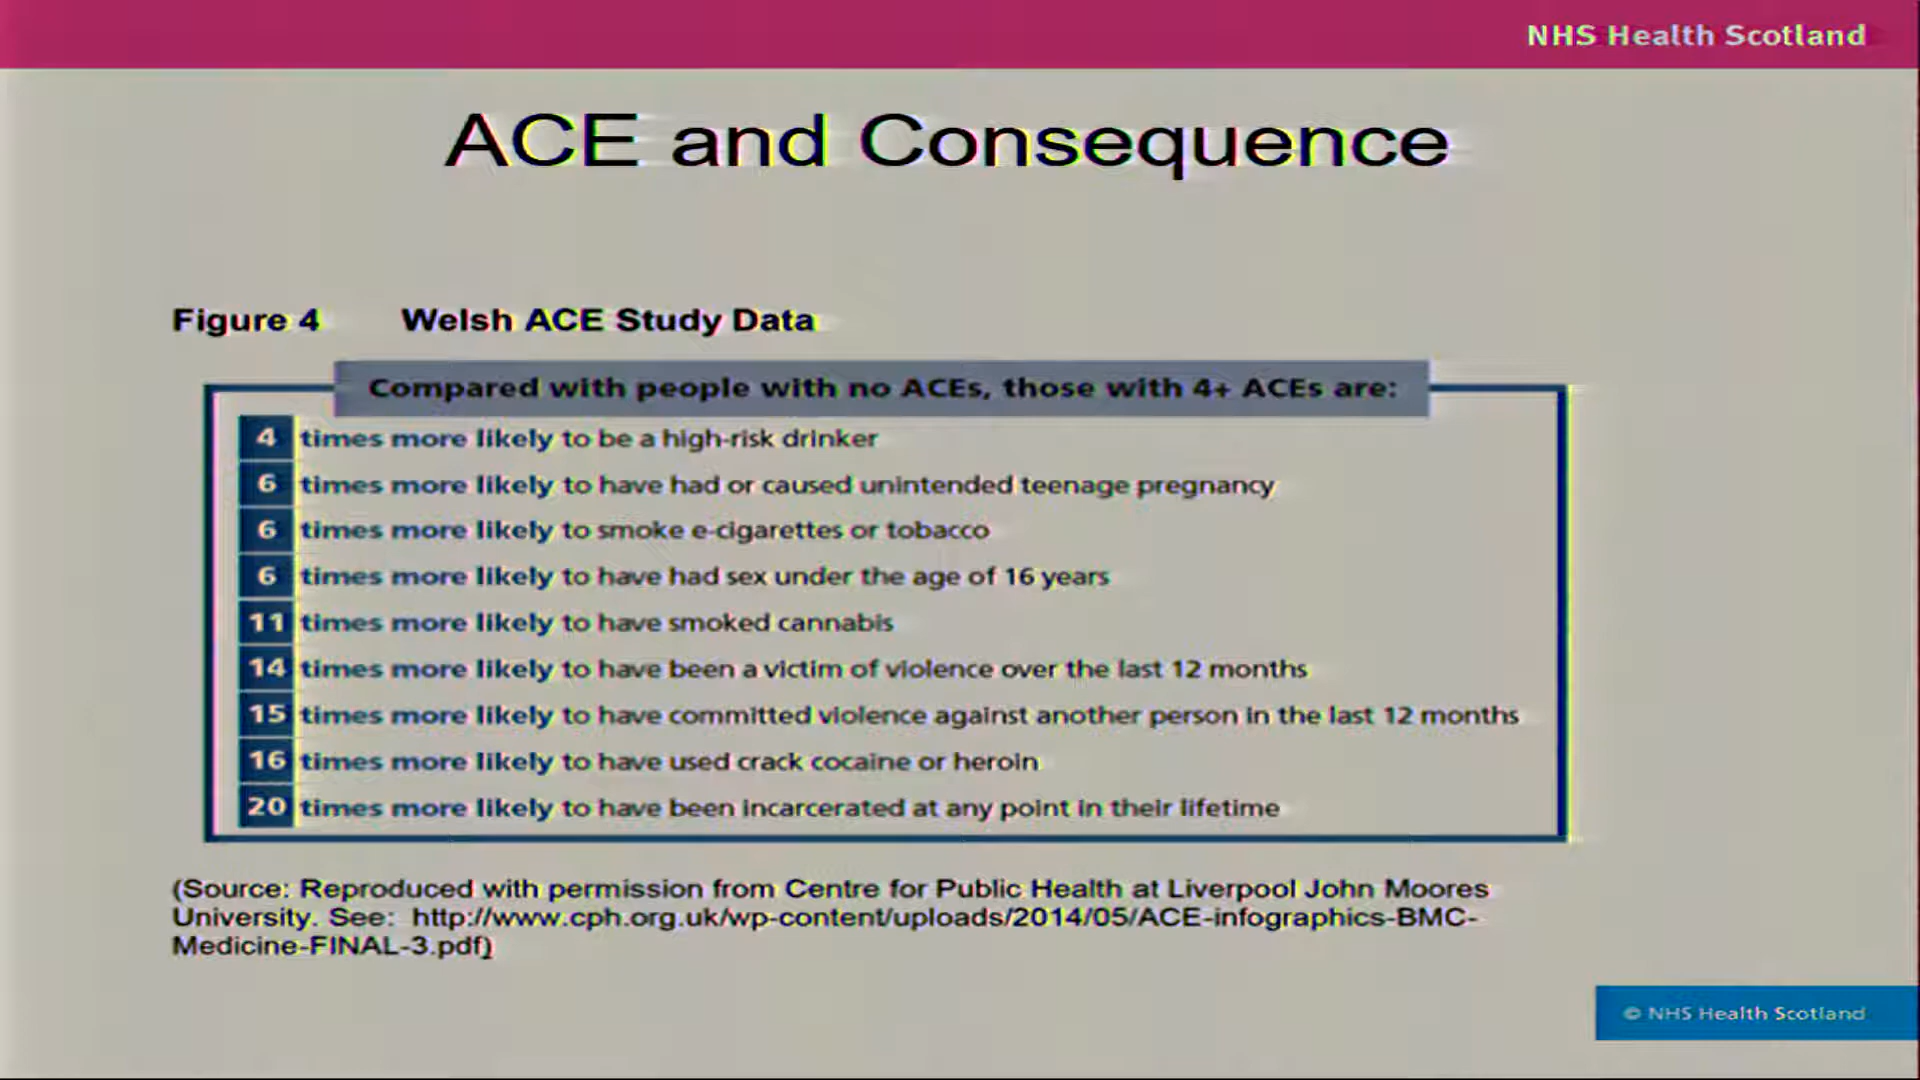 NHS Health Scotland
ACE and Consequence
Figure 4 Welsh ACE Study Data
Compared with people with no ACEs, those with 4+ ACEs are:
4 times more likely to be a high-risk drinker
6 times more likely to have had or caused unintended teenage pregnancy
6 times more likely to smoke e-cigarettes or tobacco
6 times more likely to have had sex under the age of 16 years
11 times more likely to have smoked cannabis
14 times more likely to have been a victim of violence over the last 12 months
15 times more likely to have committed violence against another person in the last 12 months
16 times more likely to have used crack cocaine or heroin
20 times more likely to have been incarcerated at any point in their lifetime
(Source: Reproduced with permission from Centre for Public Health at Liverpool John Moores
University. See: http://www.cph.org.uk/wp-content/uploads/2014/05/ACE-infographics-BMC-
Medicine-FINAL-3.pdf)
© NHS Health Scotland